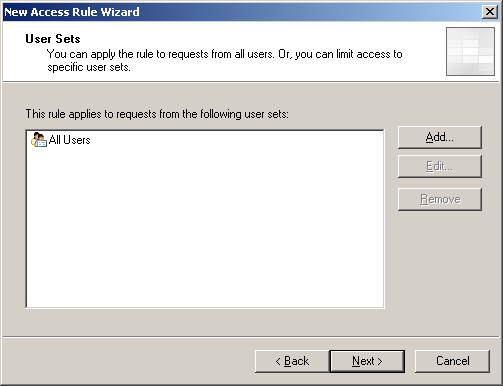 New Access Rule Wizard
User Sets
You can apply the rule to requests from all users. Or, you can limit access to
specific user sets.
This rule applies to requests from the following user sets:
All Users
Add...
Edit...
Remove
< Back
Next >
Cancel